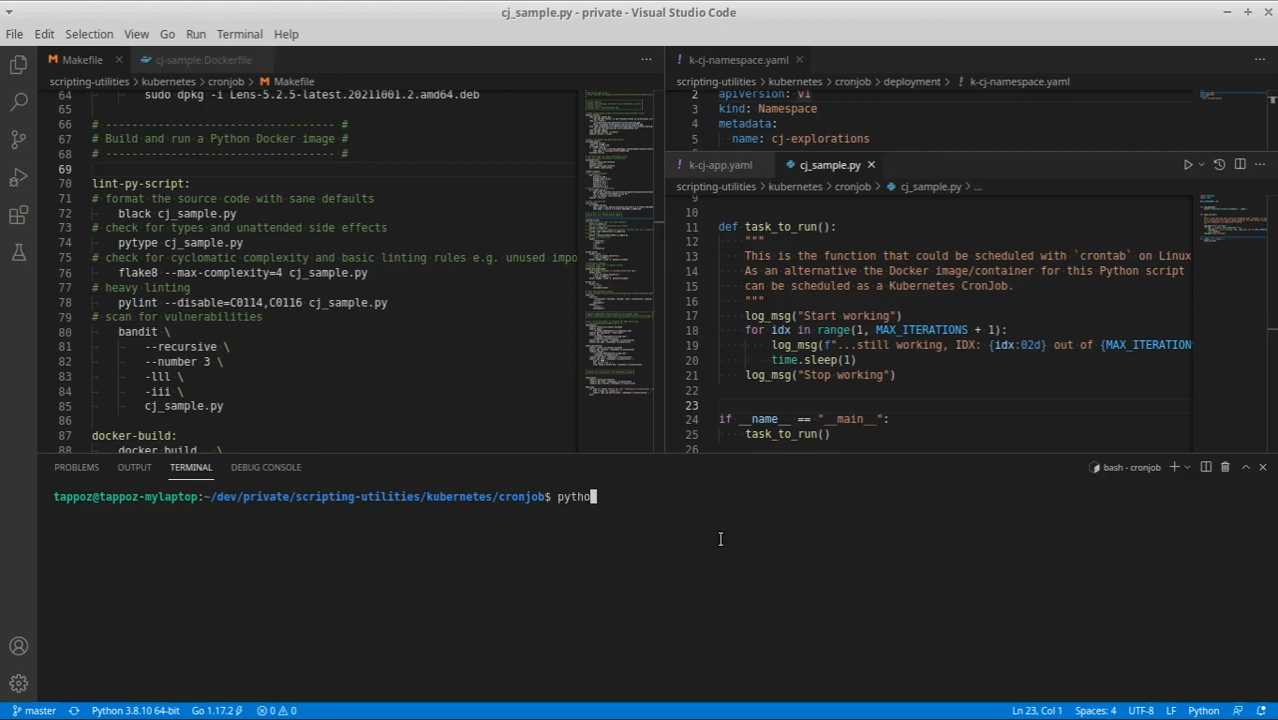 cj_sample.py - private - Visual Studio Code
File Edit Selection View Go Run Terminal Help
Makefile
cj-sample.Dockerfile
scripting-utilities kubernetes cronjob Makefile
64 sudo dpkg -i Lens-5.2.5-latest.20211001.2.amd64.deb
65
66 # ------------------------------- #
67 # Build and run a Python Docker image #
68 # ------------------------------- #
69
70 lint-py-script:
71 # format the source code with sane defaults
72 black cj_sample.py
73 # check for types and unattended side effects
74 pytype cj_sample.py
75 # check for cyclomatic complexity and basic linting rules e.g. unused impo
76 flake8 --max-complexity=4 cj_sample.py
77 # heavy linting
78 pylint --disable=C0114,C0116 cj_sample.py
79 # scan for vulnerabilities
80 bandit \
81 --recursive \
82 --number 3 \
83 -lll \
84 -iii \
85 cj_sample.py
86
87 docker-build:
88 docker build \
k-cj-namespace.yaml
scripting-utilities kubernetes cronjob deployment k-cj-namespace.yaml
2 apiVersion: v1
3 kind: Namespace
4 metadata:
5 name: cj-explorations
k-cj-app.yaml
cj_sample.py
scripting-utilities kubernetes cronjob cj_sample.py ...
9
10
11 def task_to_run():
12 """
13 This is the function that could be scheduled with `crontab` on Linux
14 As an alternative the Docker image/container for this Python script
15 can be scheduled as a Kubernetes CronJob.
16 """
17 log_msg("Start working")
18 for idx in range(1, MAX_ITERATIONS + 1):
19 log_msg(f"...still working, IDX: {idx:02d} out of {MAX_ITERATION
20 time.sleep(1)
21 log_msg("Stop working")
22
23
24 if __name__ == "__main__":
25 task_to_run()
26
PROBLEMS OUTPUT TERMINAL DEBUG CONSOLE
bash - cronjob
tappoz@tappoz-mylaptop:~/dev/private/scripting-utilities/kubernetes/cronjob$ pytho
master Python 3.8.10 64-bit Go 1.17.2 0 0 Ln 23, Col 1 Spaces: 4 UTF-8 LF Python